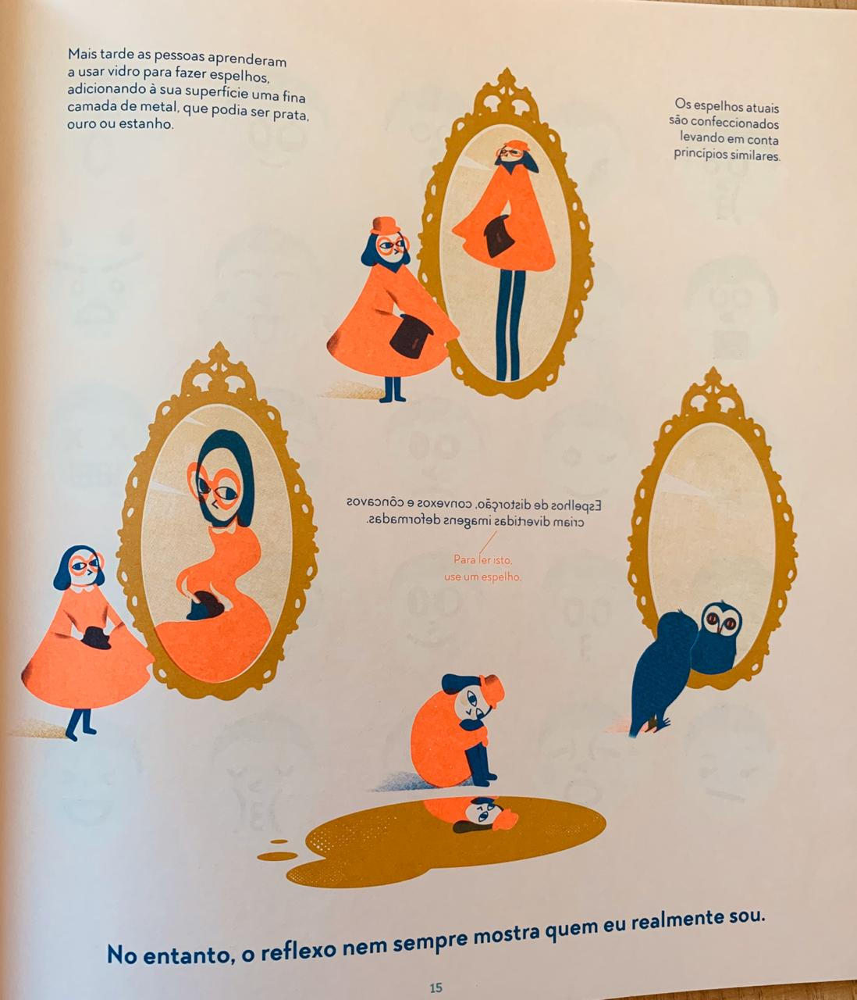 Mais tarde as pessoas aprenderam
a usar vidro para fazer espelhos,
adicionando à sua superfície uma fina
camada de metal, que podia ser prata,
ouro ou estanho.
Os espelhos atuais
são confeccionados
levando em conta
princípios similares.
Espelhos de distorção, convexos e côncavos
criam divertidas imagens deformadas.
Para ler isto,
use um espelho.
No entanto, o reflexo nem sempre mostra quem eu realmente sou.
15